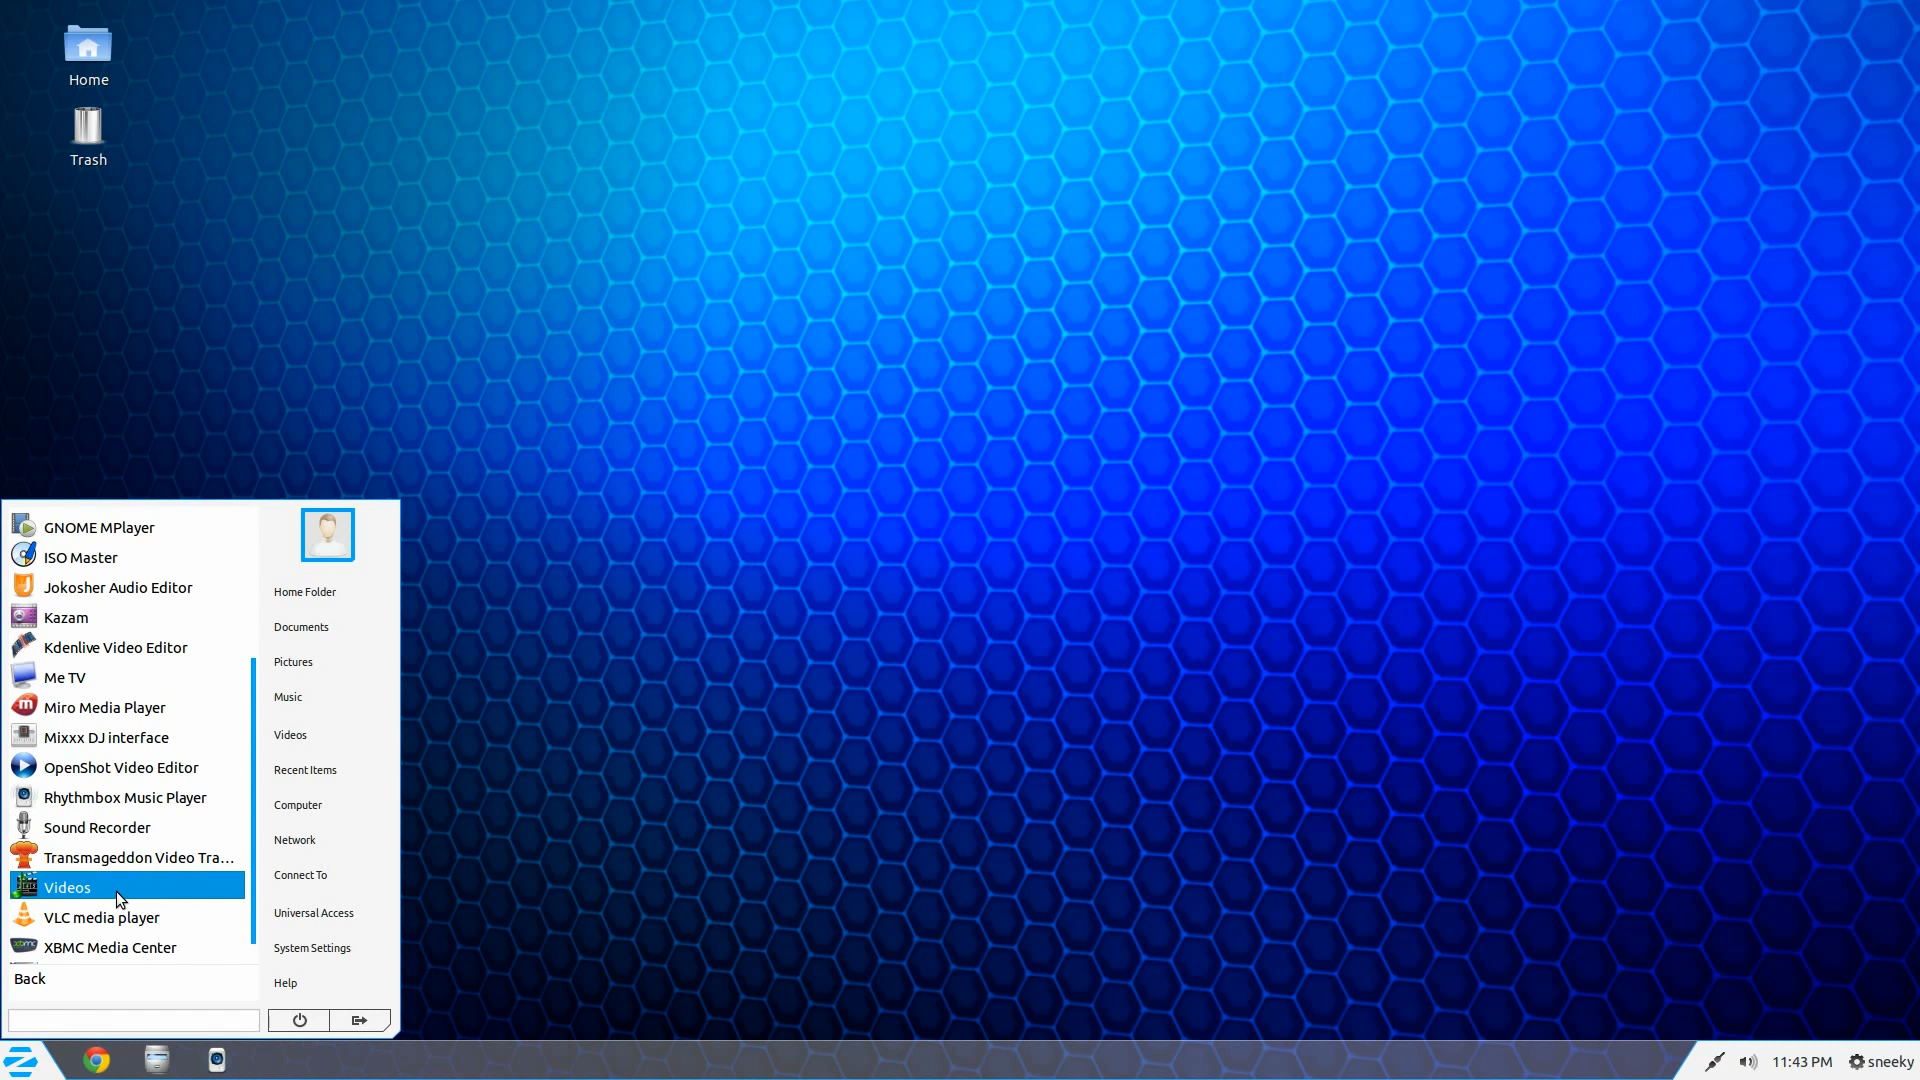 Home
Trash
GNOME MPlayer
ISO Master
Jokosher Audio Editor
Kazam
Kdenlive Video Editor
Me TV
Miro Media Player
Mixxx DJ interface
OpenShot Video Editor
Rhythmbox Music Player
Sound Recorder
Transmageddon Video Tra...
Videos
VLC media player
XBMC Media Center
Back
Home Folder
Documents
Pictures
Music
Videos
Recent Items
Computer
Network
Connect To
Universal Access
System Settings
Help
11:43 PM
sneeky